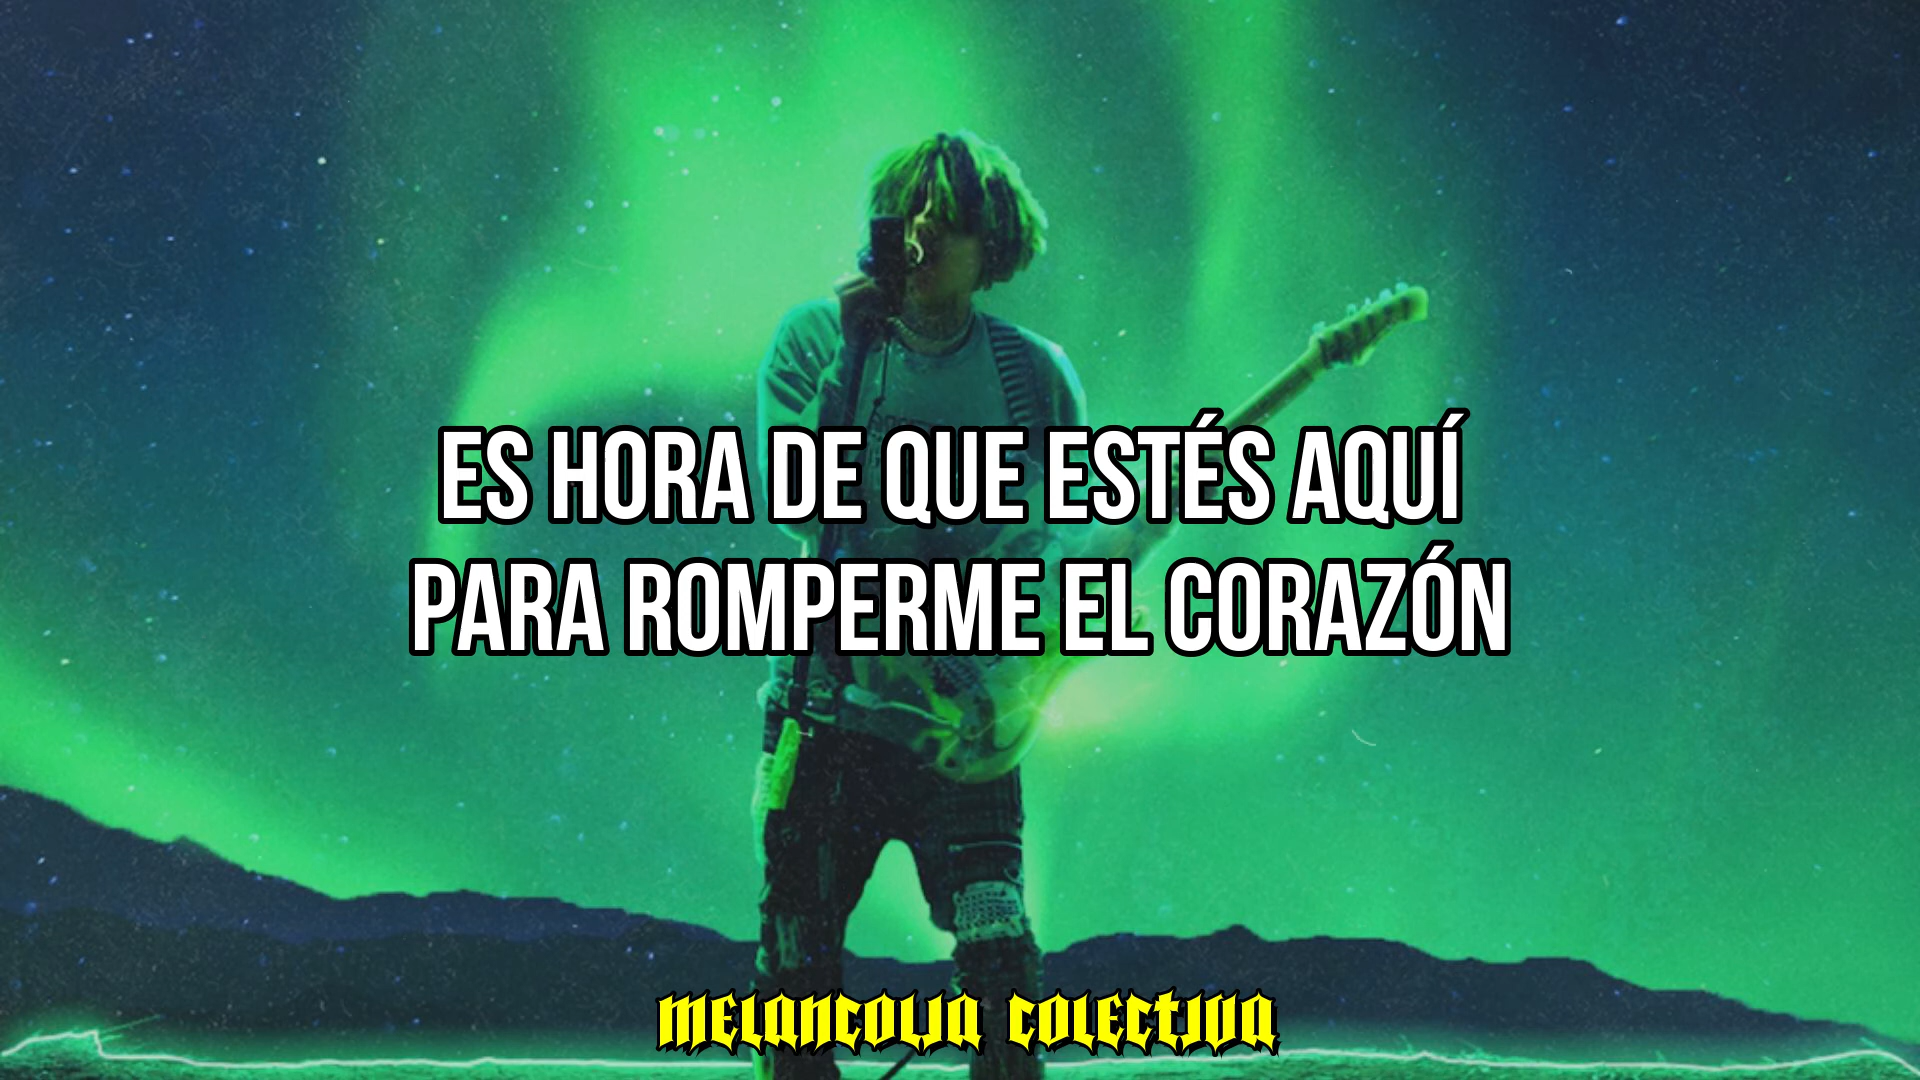 ES HORA DE QUE ESTÉS AQUÍ
PARA ROMPERME EL CORAZÓN
MELANCOLIA COLECTIVA